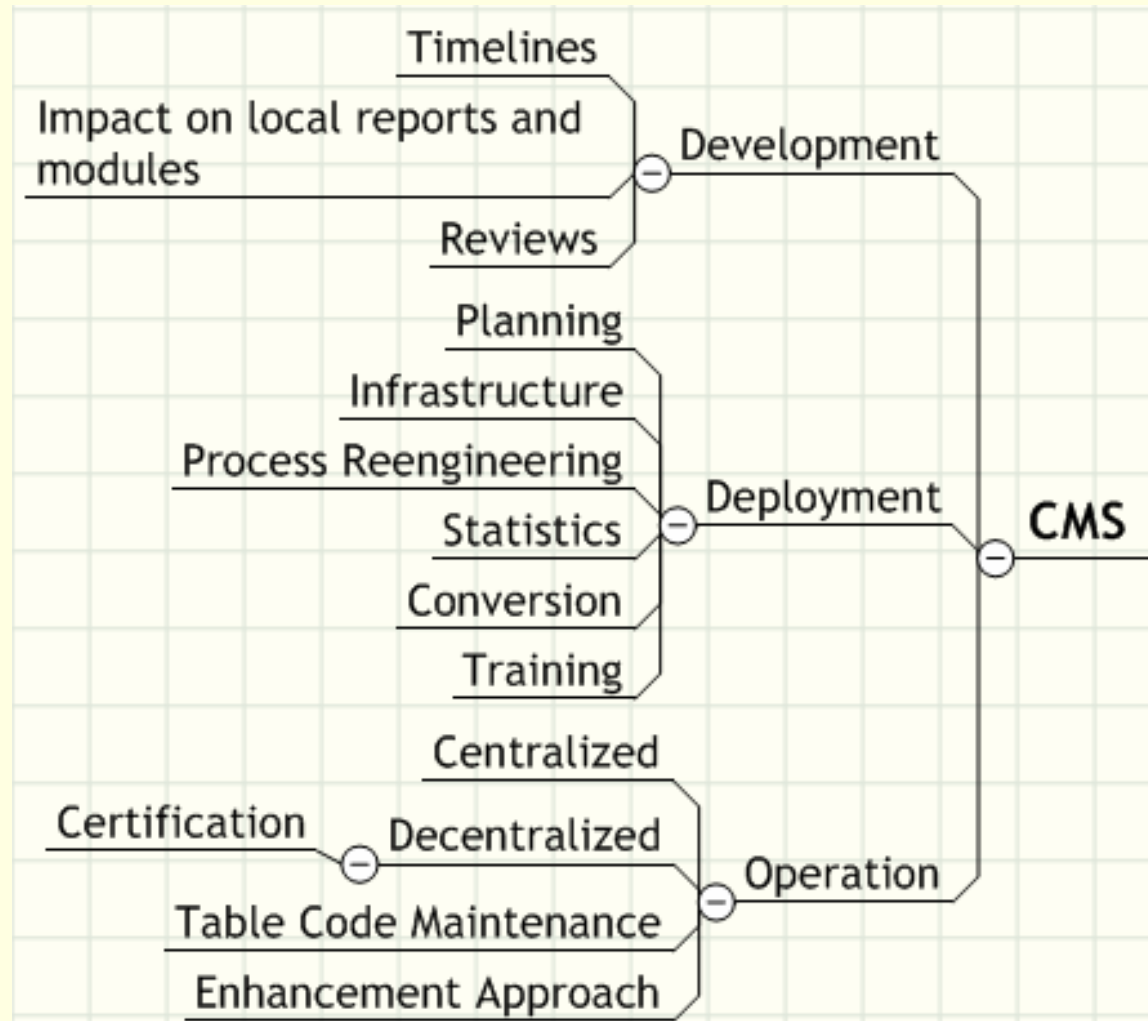 Timelines
Impact on local reports and
modules
Development
Reviews
Planning
Infrastructure
Process Reengineering
Deployment
CMS
Statistics
Conversion
Training
Centralized
Certification
Decentralized
Operation
Table Code Maintenance
Enhancement Approach